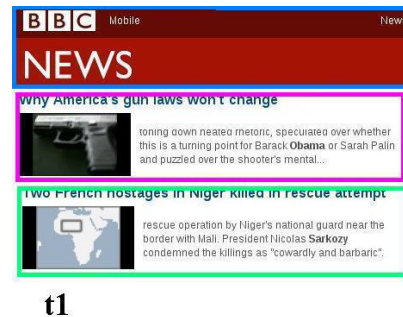 BBC Mobile New
NEWS
Why America's gun laws won't change
toning down heated rhetoric, speculated over whether
this is a turning point for Barack Obama or Sarah Palin
and puzzled over the shooter's mental...
Two French hostages in Niger killed in rescue attempt
rescue operation by Niger's national guard near the
border with Mali. President Nicolas Sarkozy
condemned the killings as "cowardly and barbaric".
t1